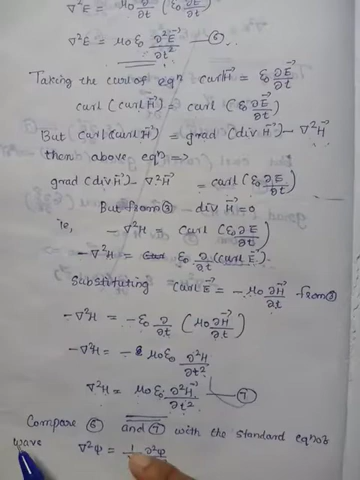 ∇²E = μ₀ ∂/∂t (ε₀ ∂E/∂t)
∇²E⃗ = μ₀ε₀ ∂²E⃗/∂t² — ⑥
Taking the curl of eqⁿ curl H⃗ = ε₀ ∂E⃗/∂t
curl (curl H⃗) = curl (ε₀ ∂E⃗/∂t)
But (curl(curl H⃗) = grad (div H⃗) - ∇²H⃗
then above eqⁿ =>
grad (div H⃗) - ∇²H⃗ = curl (ε₀ ∂E⃗/∂t)
But from ③ div H⃗ = 0
ie, -∇²H = curl (ε₀ ∂E/∂t)
-∇²H = ε₀ ∂/∂t (curl E⃗).
Substituting curl E⃗ = -μ₀ ∂H⃗/∂t from
-∇²H = -ε₀ ∂/∂t (μ₀ ∂H⃗/∂t)
-∇²H = - μ₀ε₀ ∂²H/∂t²
∇²H = μ₀ε₀ ∂²H⃗/∂t² — ⑦
Compare ⑥ and ⑦ with the standard eqⁿ of
wave ∇²φ = 1 ∂²φ